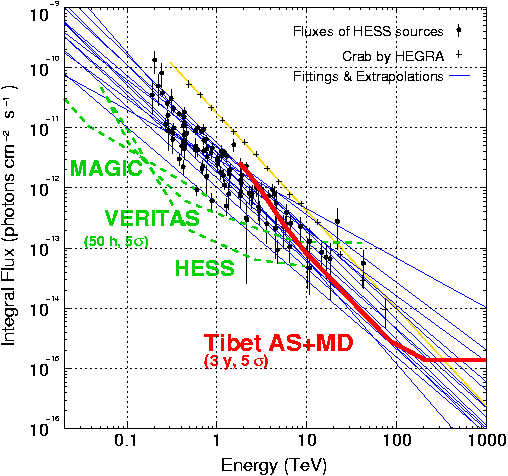 10⁻⁹
10⁻¹⁰
10⁻¹¹
10⁻¹²
10⁻¹³
10⁻¹⁴
10⁻¹⁵
10⁻¹⁶
Integral Flux (photons cm⁻² s⁻¹)
Fluxes of HESS sources
Crab by HEGRA
Fittings & Extrapolations
MAGIC
VERITAS
(50 h, 5σ)
HESS
Tibet AS+MD
(3 y, 5 σ)
0.1 1 10 100 1000
Energy (TeV)